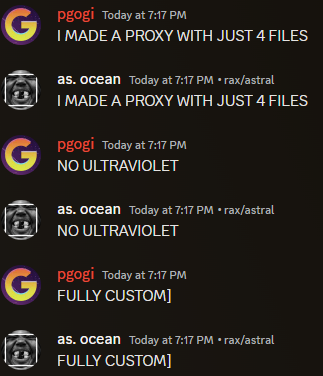 pgogi Today at 7:17 PM
I MADE A PROXY WITH JUST 4 FILES
as. ocean Today at 7:17 PM • rax/astral
I MADE A PROXY WITH JUST 4 FILES
pgogi Today at 7:17 PM
NO ULTRAVIOLET
as. ocean Today at 7:17 PM • rax/astral
NO ULTRAVIOLET
pgogi Today at 7:17 PM
FULLY CUSTOM]
as. ocean Today at 7:17 PM • rax/astral
FULLY CUSTOM]